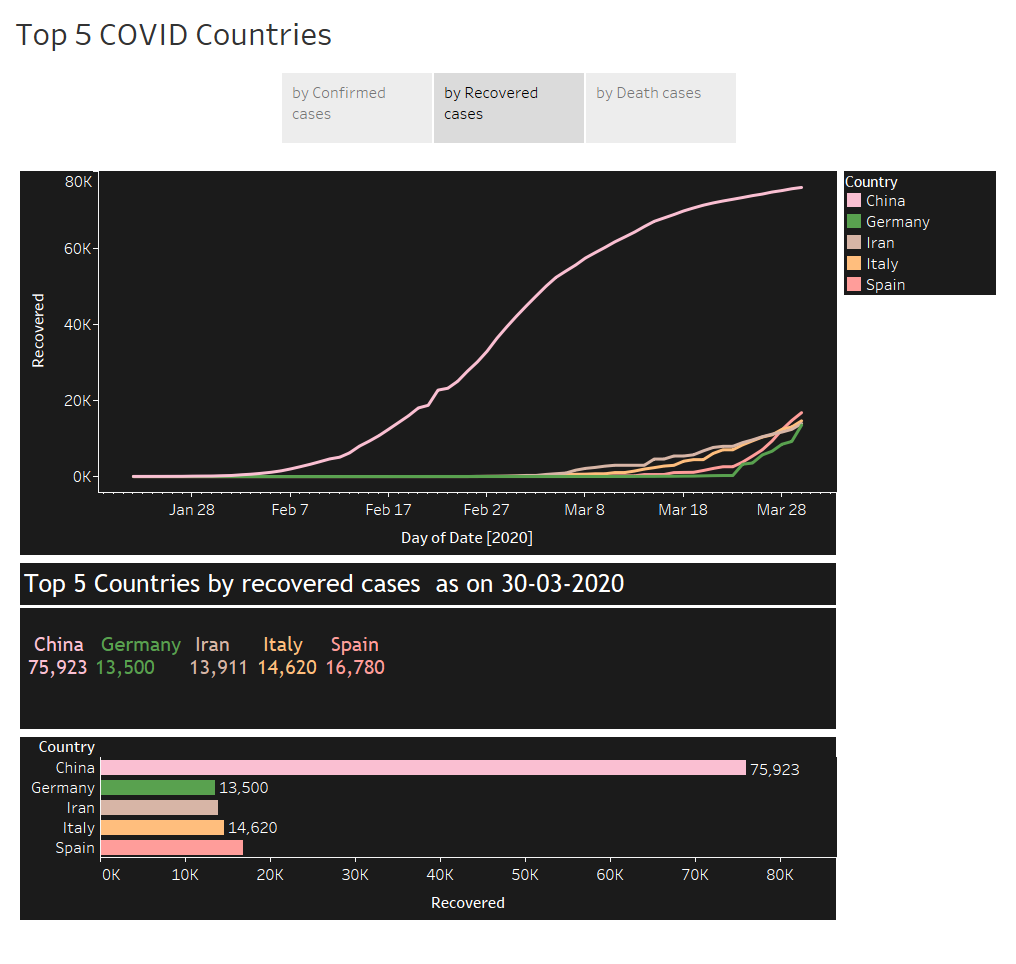 Top 5 COVID Countries
by Confirmed cases
by Recovered cases
by Death cases
80K
60K
40K
20K
0K
Recovered
Jan 28 Feb 7 Feb 17 Feb 27 Mar 8 Mar 18 Mar 28
Day of Date [2020]
Country
China
Germany
Iran
Italy
Spain
Top 5 Countries by recovered cases as on 30-03-2020
China Germany Iran Italy Spain
75,923 13,500 13,911 14,620 16,780
Country
China 75,923
Germany 13,500
Iran
Italy 14,620
Spain
0K 10K 20K 30K 40K 50K 60K 70K 80K
Recovered